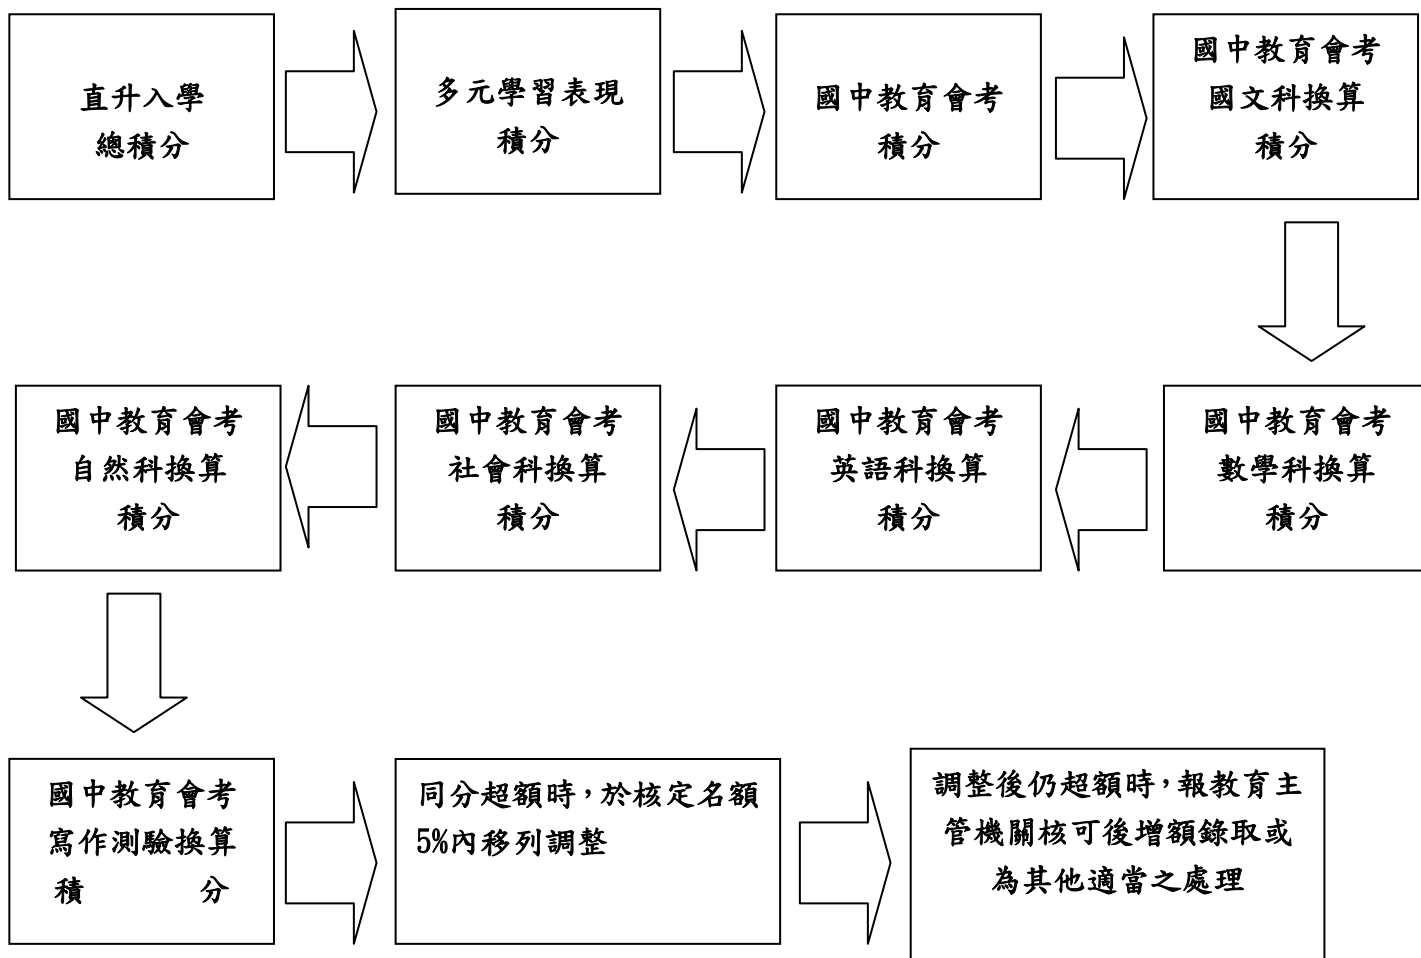 直升入學
總積分
多元學習表現
積分
國中教育會考
積分
國中教育會考
國文科換算
積分
國中教育會考
數學科換算
積分
國中教育會考
英語科換算
積分
國中教育會考
社會科換算
積分
國中教育會考
自然科換算
積分
國中教育會考
寫作測驗換算
積 分
同分超額時，於核定名額
5%內移列調整
調整後仍超額時，報教育主
管機關核可後增額錄取或
為其他適當之處理